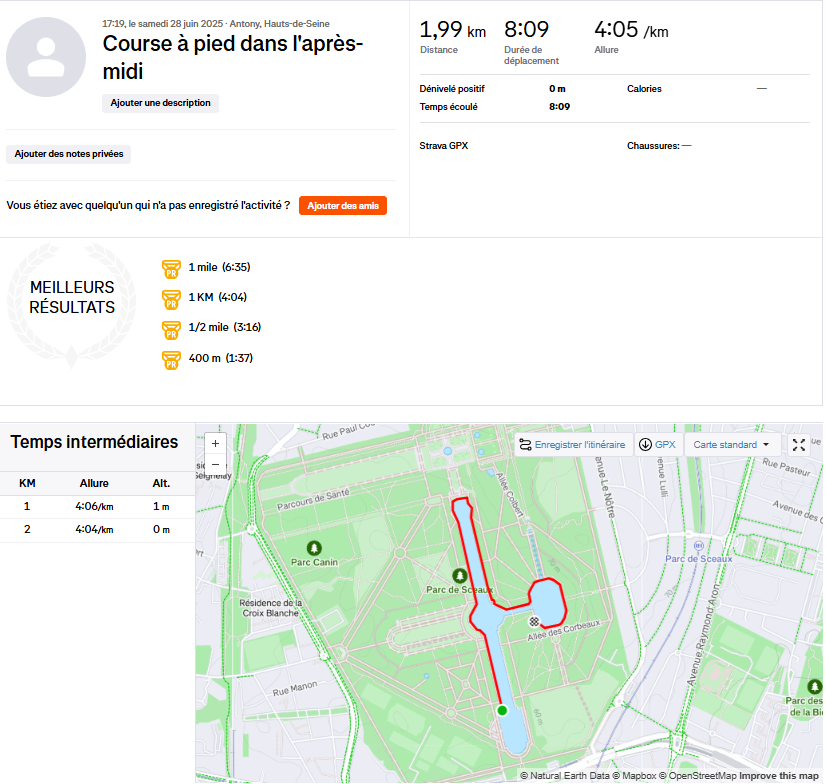 17:19, le samedi 28 juin 2025 · Antony, Hauts-de-Seine
Course à pied dans l'après-
midi
Ajouter une description
Ajouter des notes privées
Vous étiez avec quelqu'un qui n'a pas enregistré l'activité ? Ajouter des amis
1,99 km 8:09 4:05 /km
Distance Durée de déplacement Allure
Dénivelé positif 0 m Calories —
Temps écoulé 8:09
Strava GPX Chaussures: —
MEILLEURS
RÉSULTATS
PR 1 mile (6:35)
PR 1 KM (4:04)
PR 1/2 mile (3:16)
PR 400 m (1:37)
Temps intermédiaires
KM Allure Alt.
1 4:06/km 1 m
2 4:04/km 0 m
+
−
Enregistrer l'itinéraire GPX Carte standard
Rue Paul
Seignelay
Parcours de Santé
Allée Colbert
Avenue Le Nôtre
Avenue Lulli
Rue Pasteur
Avenue des
Parc Canin
Parc de Sceaux
Parc de Sceaux
Résidence de la
Croix Blanche
Allée des Corbeaux
Avenue Raymond Aron
Rue Manon
Parc des
de la
© Natural Earth Data © Mapbox © OpenStreetMap Improve this map